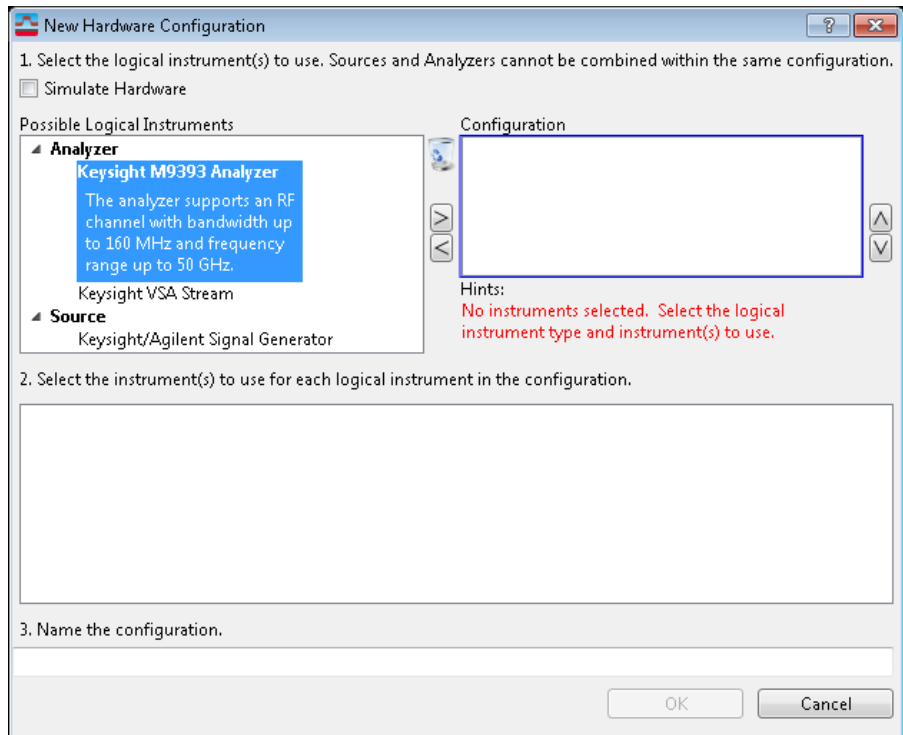 New Hardware Configuration
1. Select the logical instrument(s) to use. Sources and Analyzers cannot be combined within the same configuration.
Simulate Hardware
Possible Logical Instruments
Analyzer
Keysight M9393 Analyzer
The analyzer supports an RF
channel with bandwidth up
to 160 MHz and frequency
range up to 50 GHz.
Keysight VSA Stream
Source
Keysight/Agilent Signal Generator
Configuration
Hints:
No instruments selected. Select the logical
instrument type and instrument(s) to use.
2. Select the instrument(s) to use for each logical instrument in the configuration.
3. Name the configuration.
OK
Cancel